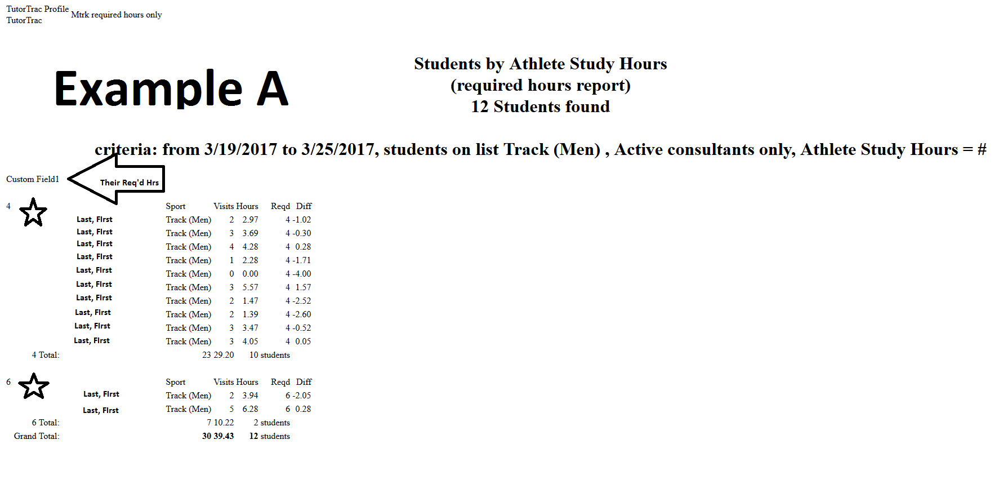 TutorTrac Profile
TutorTrac
Mtrk required hours only
Example A
Students by Athlete Study Hours
(required hours report)
12 Students found
criteria: from 3/19/2017 to 3/25/2017, students on list Track (Men) , Active consultants only, Athlete Study Hours = #
Custom Field1
Their Req'd Hrs
4 Sport Visits Hours Reqd Diff
Last, FIrst Track (Men) 2 2.97 4 -1.02
Last, FIrst Track (Men) 3 3.69 4 -0.30
Last, FIrst Track (Men) 4 4.28 4 0.28
Last, FIrst Track (Men) 1 2.28 4 -1.71
Last, FIrst Track (Men) 0 0.00 4 -4.00
Last, FIrst Track (Men) 3 5.57 4 1.57
Last, FIrst Track (Men) 2 1.47 4 -2.52
Last, FIrst Track (Men) 2 1.39 4 -2.60
Last, FIrst Track (Men) 3 3.47 4 -0.52
Last, FIrst Track (Men) 3 4.05 4 0.05
4 Total: 23 29.20 10 students
6 Sport Visits Hours Reqd Diff
Last, FIrst Track (Men) 2 3.94 6 -2.05
Last, FIrst Track (Men) 5 6.28 6 0.28
6 Total: 7 10.22 2 students
Grand Total: 30 39.43 12 students